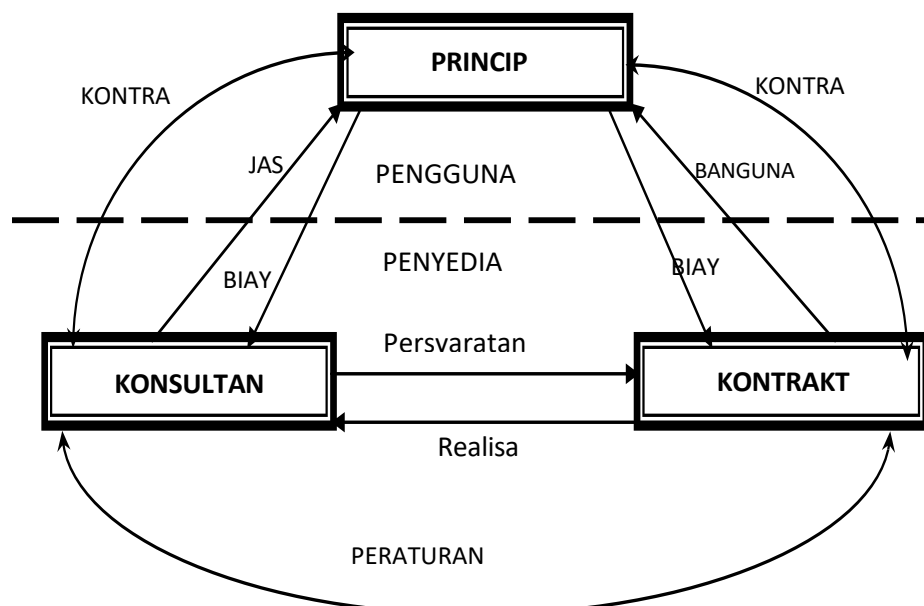 PRINCIP
KONTRA
KONTRA
JAS
PENGGUNA
BANGUNA
PENYEDIA
BIAY
BIAY
Persvaratan
KONSULTAN
KONTRAKT
Realisa
PERATURAN